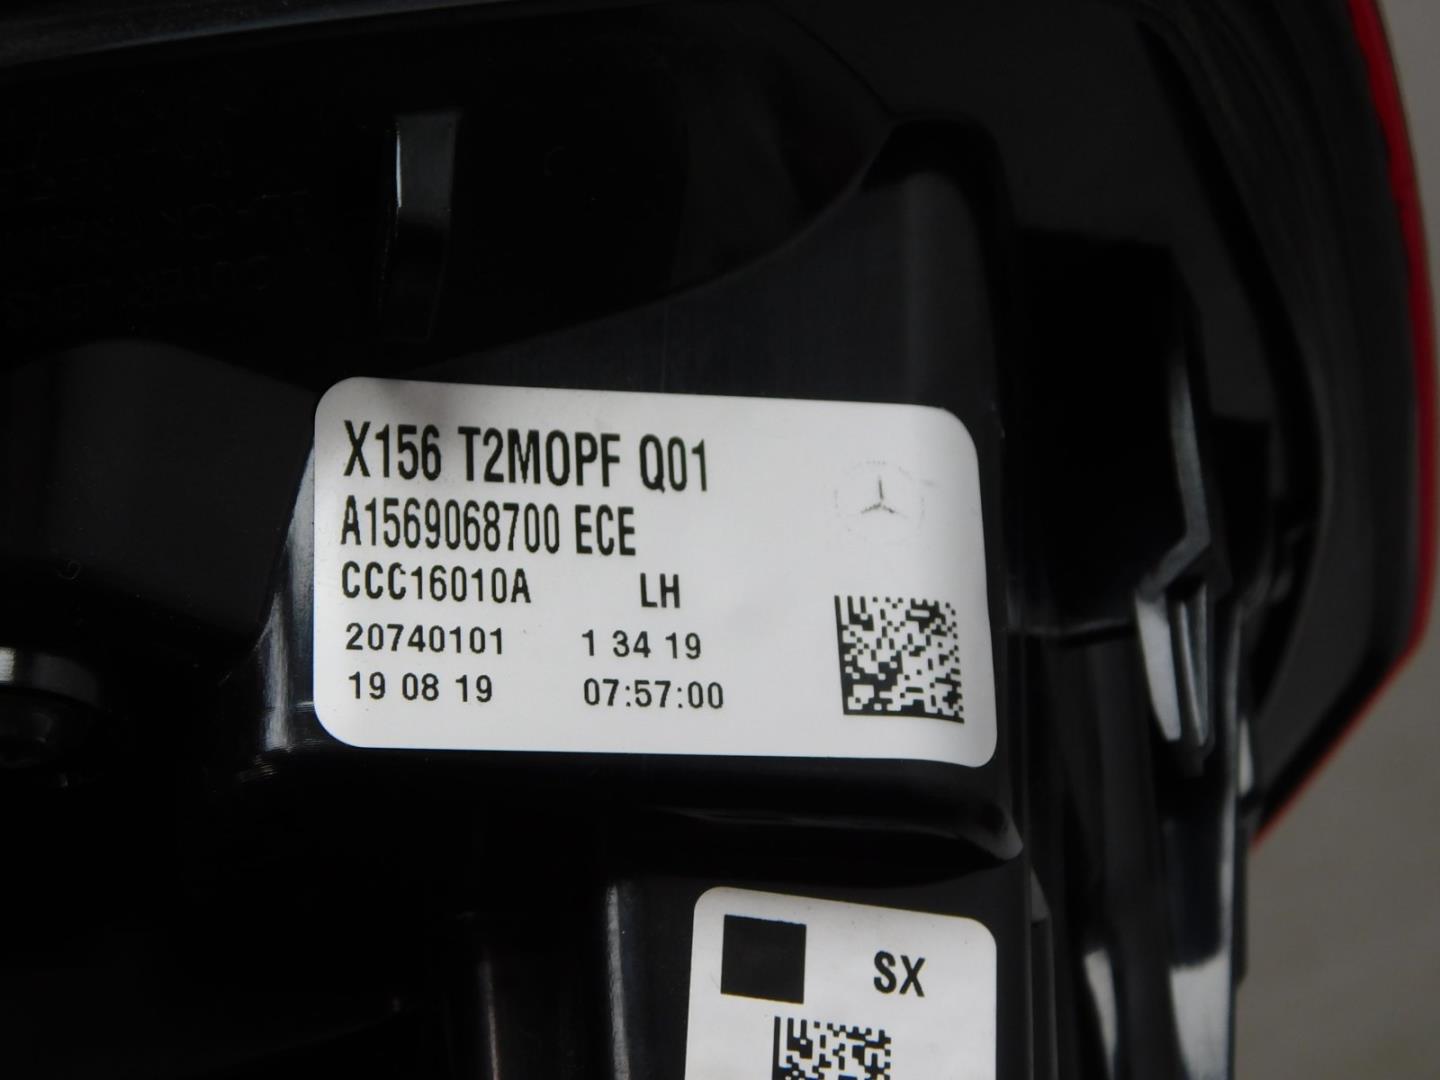 X156 T2MOPF Q01
A1569068700 ECE
CCC16010A LH
20740101 1 34 19
19 08 19 07:57:00
SX